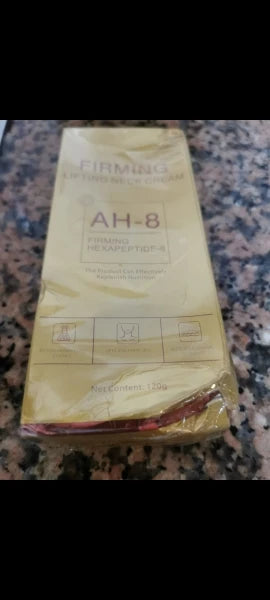 FIRMING
LIFTING NECK CREAM
AH-8
FIRMING
HEXAPEPTIDE-8
The Product Can Effectively
Replenish Nutrition
Net Content: 120g